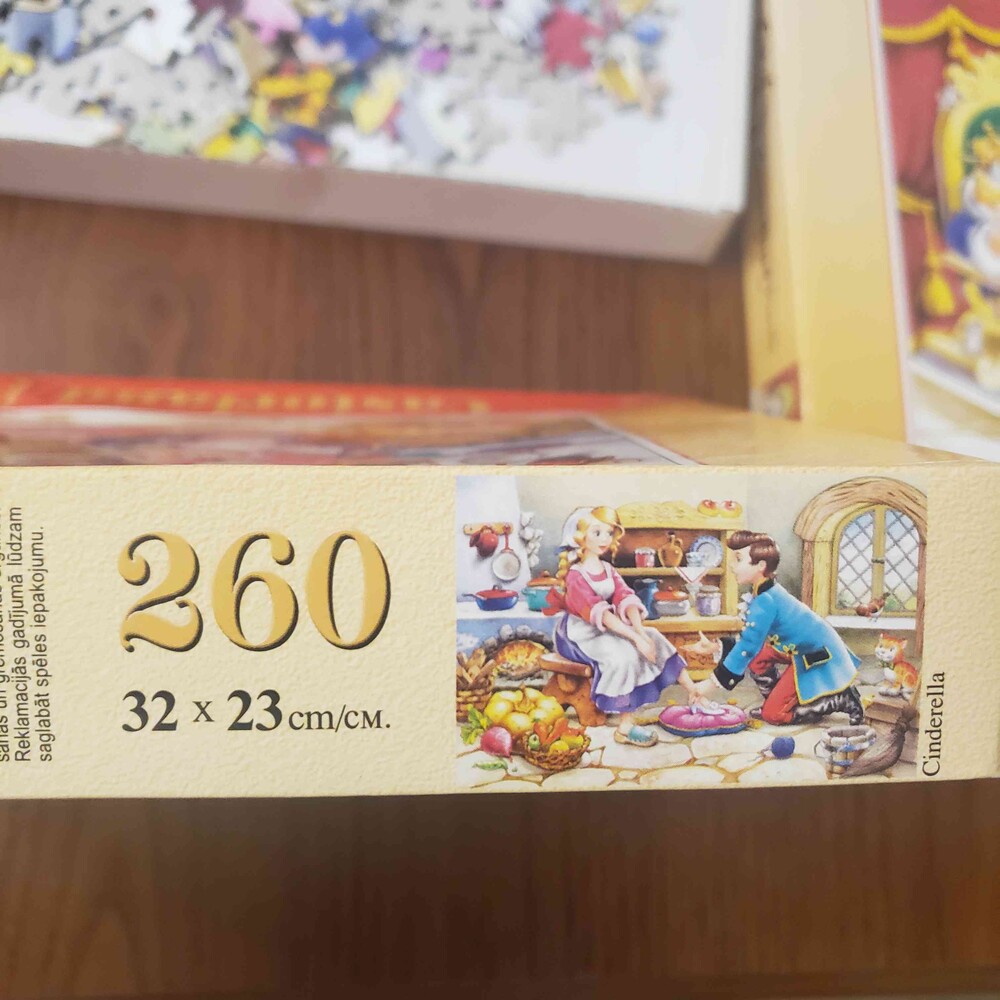 Reklamacijās gadījumā lūdzam
saglabāt spēles iepakojumu.
260
32 x 23 cm/см.
Cinderella